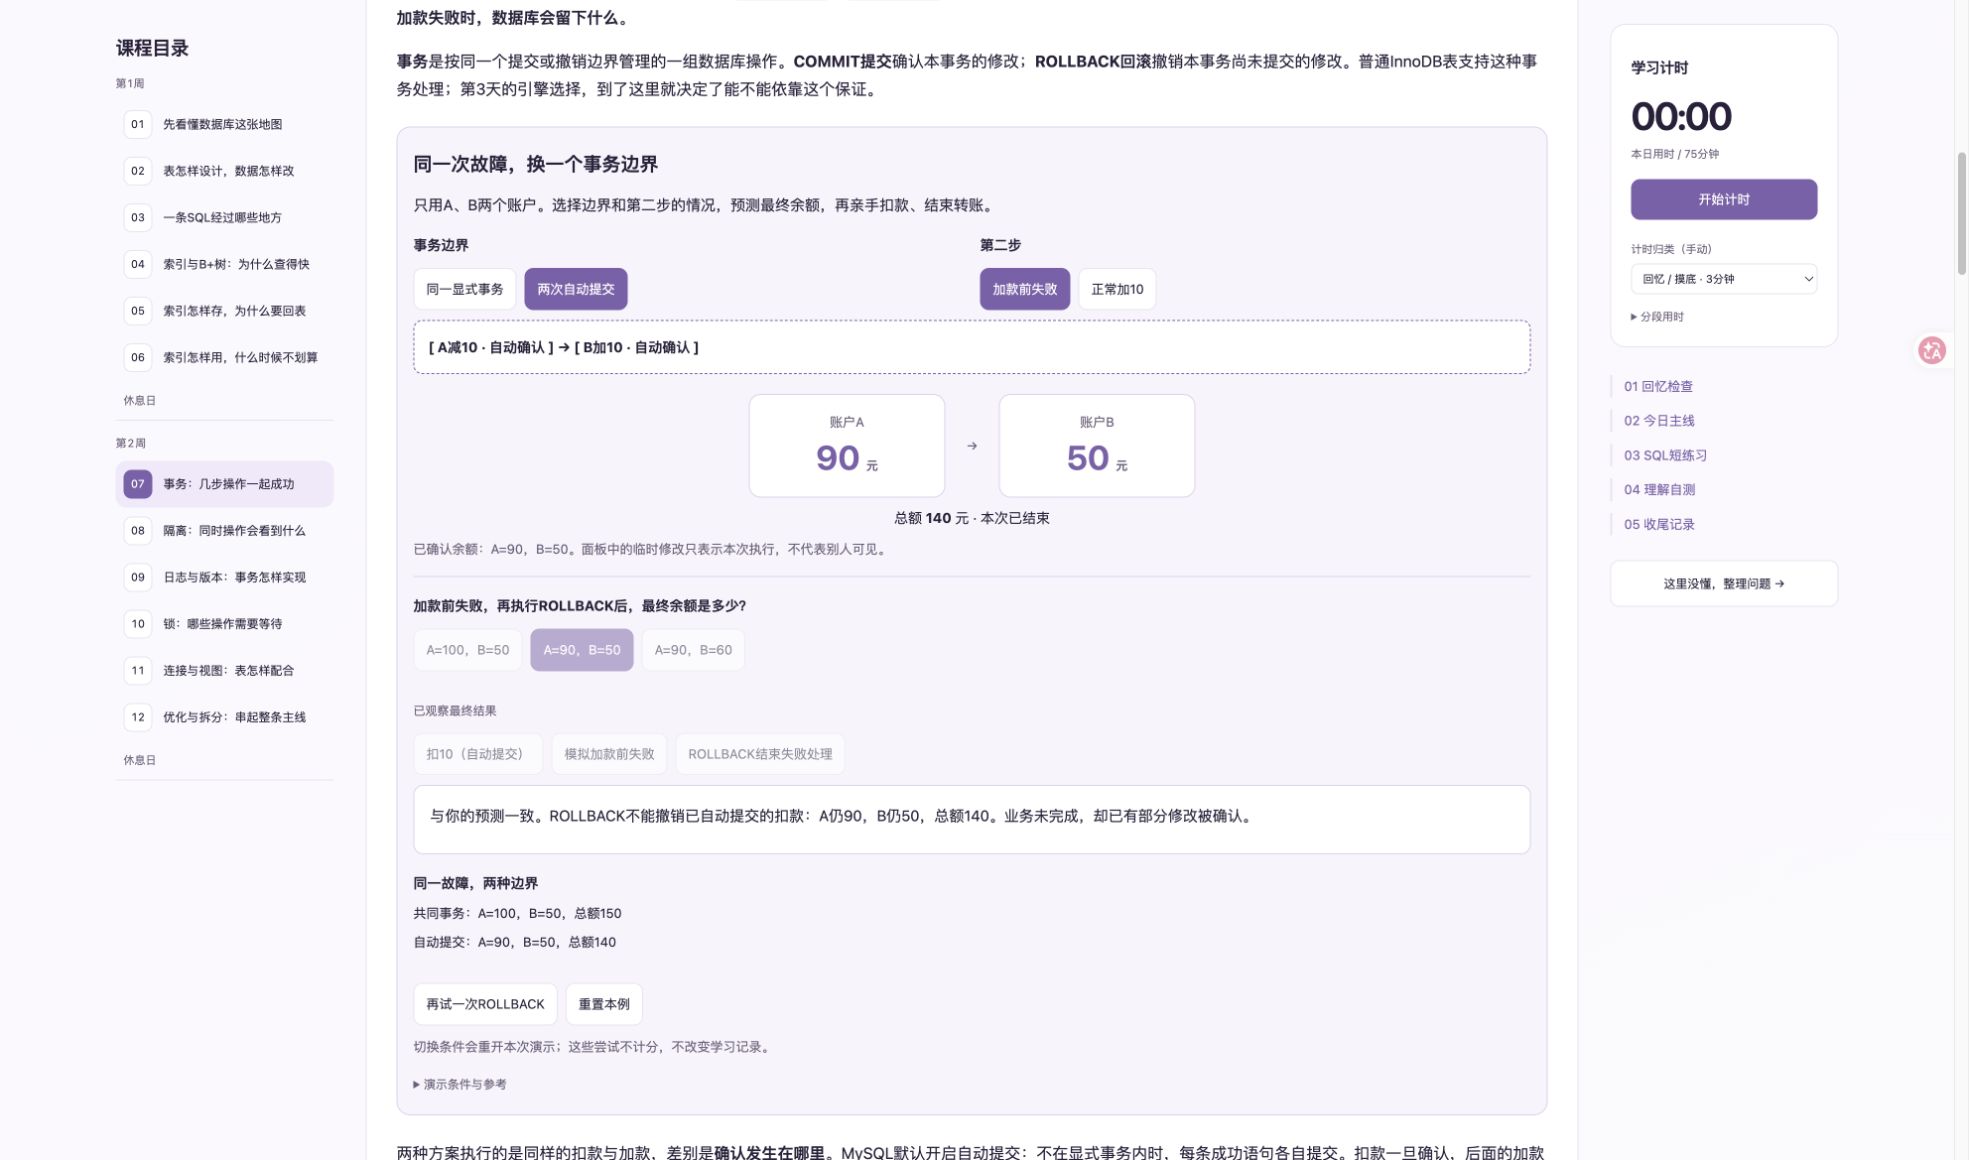 课程目录
第1周
01 先看懂数据库这张地图
02 表怎样设计，数据怎样改
03 一条SQL经过哪些地方
04 索引与B+树：为什么查得快
05 索引怎样存，为什么要回表
06 索引怎样用，什么时候不划算
休息日
第2周
07 事务：几步操作一起成功
08 隔离：同时操作会看到什么
09 日志与版本：事务怎样实现
10 锁：哪些操作需要等待
11 连接与视图：表怎样配合
12 优化与拆分：串起整条主线
休息日
加款失败时，数据库会留下什么。
事务是按同一个提交或撤销边界管理的一组数据库操作。COMMIT提交确认本事务的修改；ROLLBACK回滚撤销本事务尚未提交的修改。普通InnoDB表支持这种事
务处理；第3天的引擎选择，到了这里就决定了能不能依靠这个保证。
同一次故障，换一个事务边界
只用A、B两个账户。选择边界和第二步的情况，预测最终余额，再亲手扣款、结束转账。
事务边界
同一显式事务 两次自动提交
第二步
加款前失败 正常加10
[ A减10 · 自动确认 ] → [ B加10 · 自动确认 ]
账户A
90 元
→
账户B
50 元
总额 140 元 · 本次已结束
已确认余额：A=90，B=50。面板中的临时修改只表示本次执行，不代表别人可见。
加款前失败，再执行ROLLBACK后，最终余额是多少?
A=100，B=50 A=90，B=50 A=90，B=60
已观察最终结果
扣10（自动提交） 模拟加款前失败 ROLLBACK结束失败处理
与你的预测一致。ROLLBACK不能撤销已自动提交的扣款：A仍90，B仍50，总额140。业务未完成，却已有部分修改被确认。
同一故障，两种边界
共同事务：A=100，B=50，总额150
自动提交：A=90，B=50，总额140
再试一次ROLLBACK 重置本例
切换条件会重开本次演示；这些尝试不计分，不改变学习记录。
▶ 演示条件与参考
两种方案执行的是同样的扣款与加款，差别是确认发生在哪里。MySQL默认开启自动提交：不在显式事务内时，每条成功语句各自提交。扣款一旦确认，后面的加款
学习计时
00:00
本日用时 / 75分钟
开始计时
计时归类（手动）
回忆 / 摸底 · 3分钟
▶ 分段用时
01 回忆检查
02 今日主线
03 SQL短练习
04 理解自测
05 收尾记录
这里没懂，整理问题 →